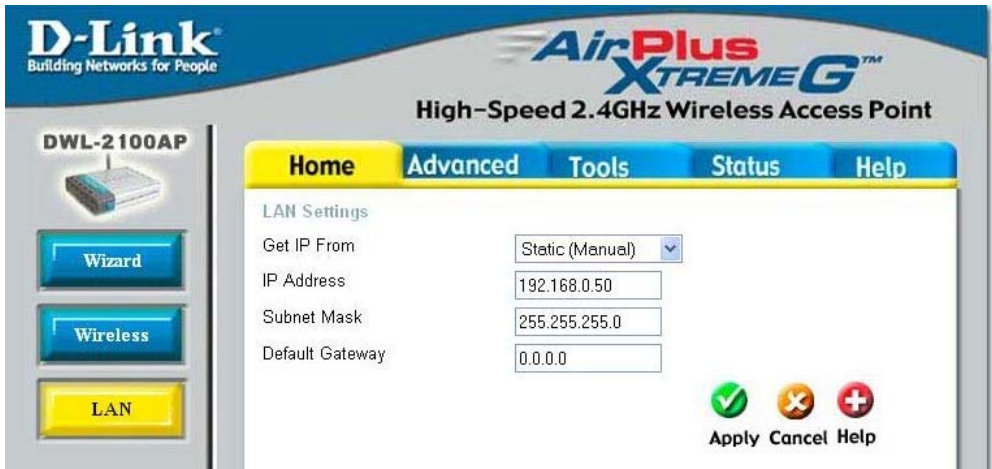 D-Link
Building Networks for People
AirPlus
XTREME G™
High-Speed 2.4GHz Wireless Access Point
DWL-2100AP
Home Advanced Tools Status Help
Wizard
Wireless
LAN
LAN Settings
Get IP From Static (Manual)
IP Address 192.168.0.50
Subnet Mask 255.255.255.0
Default Gateway 0.0.0.0
Apply Cancel Help